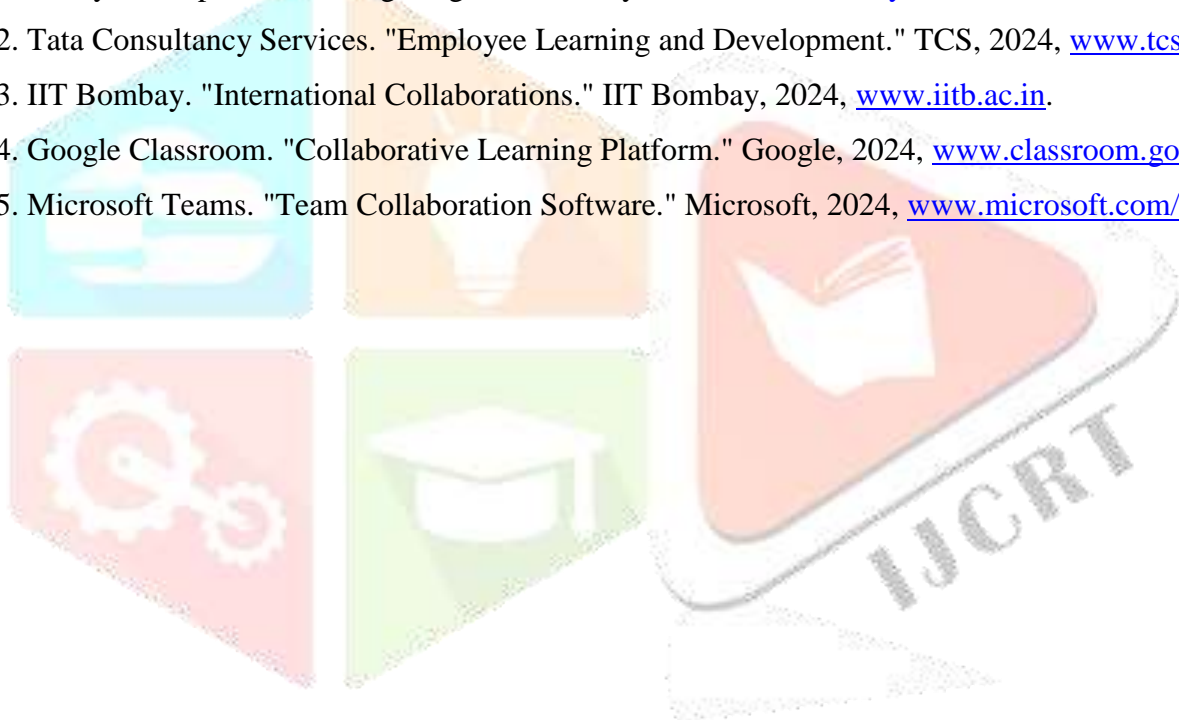 2. Tata Consultancy Services. "Employee Learning and Development." TCS, 2024, www.tcs
3. IIT Bombay. "International Collaborations." IIT Bombay, 2024, www.iitb.ac.in.
4. Google Classroom. "Collaborative Learning Platform." Google, 2024, www.classroom.go
5. Microsoft Teams. "Team Collaboration Software." Microsoft, 2024, www.microsoft.com/
IJCRT